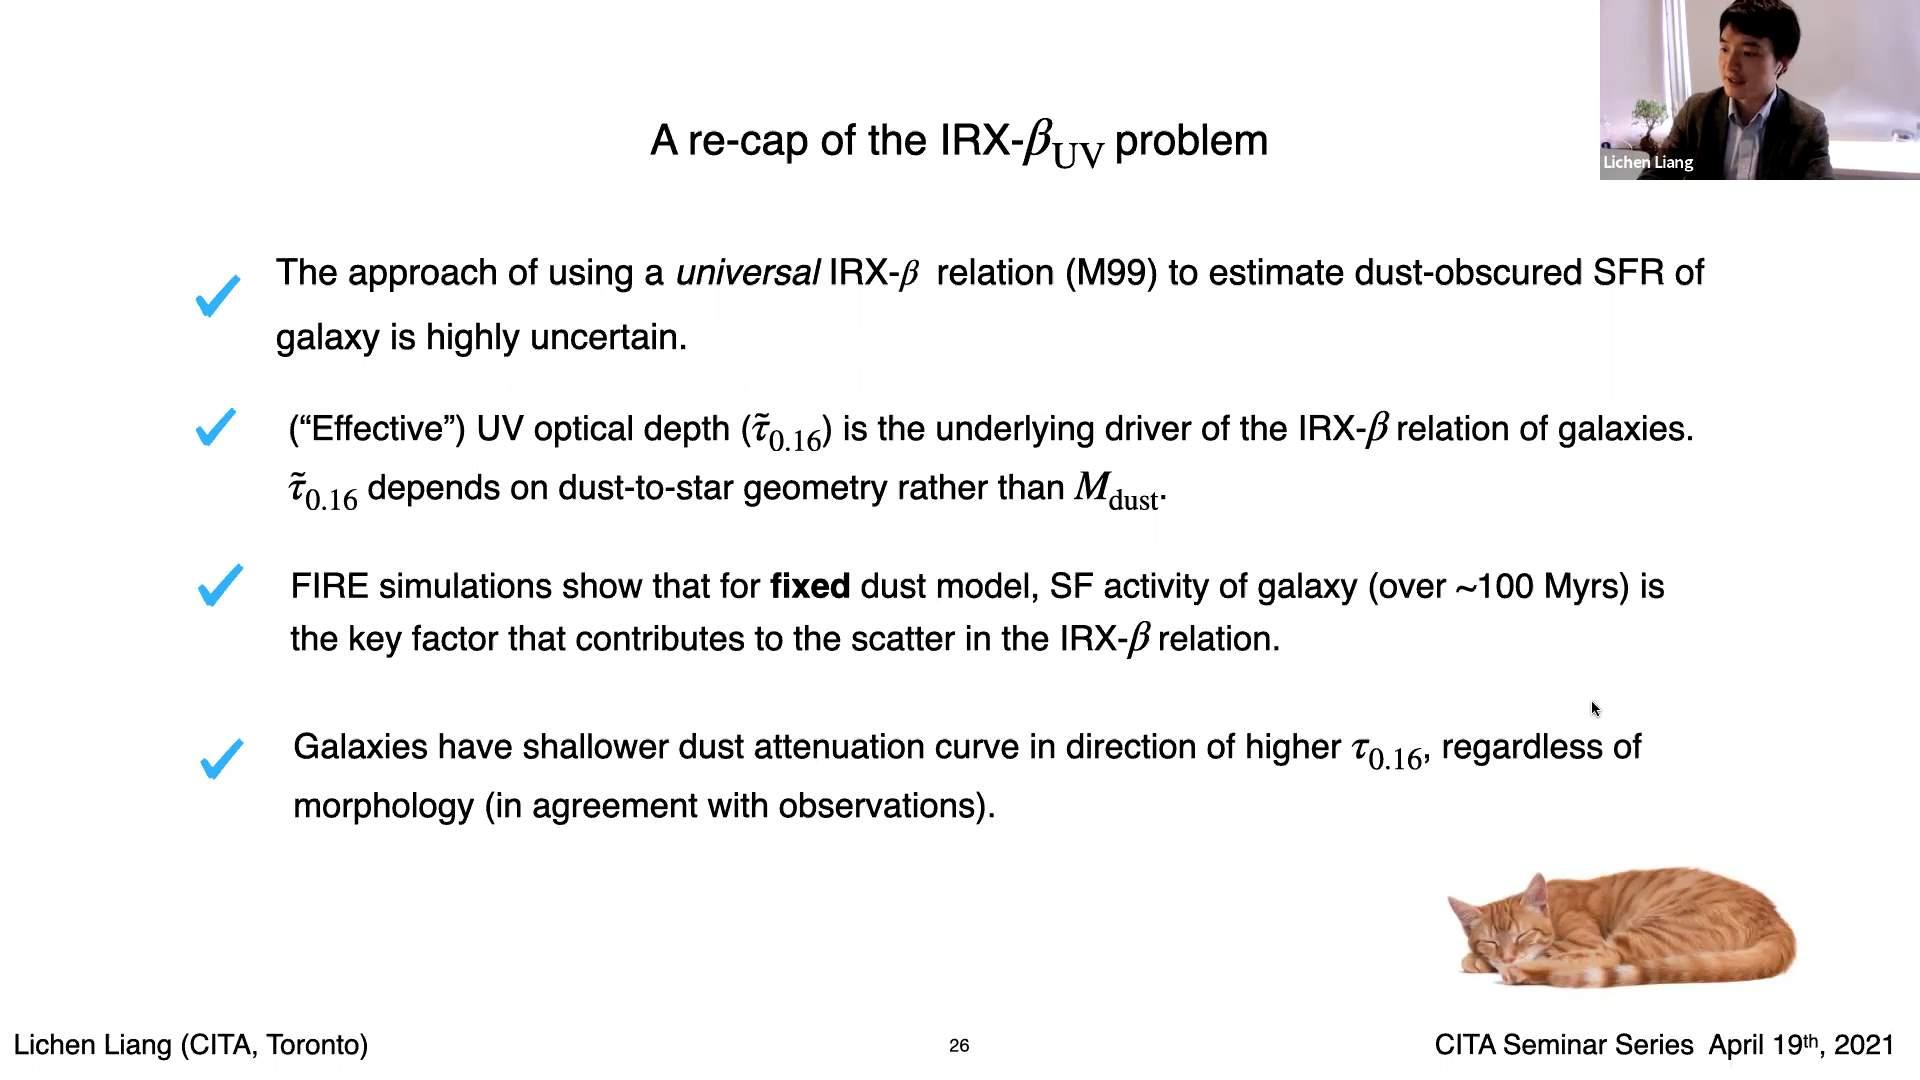 Lichen Liang
A re-cap of the IRX-β_UV problem
The approach of using a universal IRX-β relation (M99) to estimate dust-obscured SFR of
galaxy is highly uncertain.
(“Effective”) UV optical depth (τ̃_0.16) is the underlying driver of the IRX-β relation of galaxies.
τ̃_0.16 depends on dust-to-star geometry rather than M_dust.
FIRE simulations show that for fixed dust model, SF activity of galaxy (over ~100 Myrs) is
the key factor that contributes to the scatter in the IRX-β relation.
Galaxies have shallower dust attenuation curve in direction of higher τ_0.16, regardless of
morphology (in agreement with observations).
Lichen Liang (CITA, Toronto)
26
CITA Seminar Series April 19th, 2021